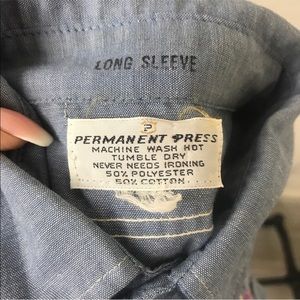 LONG SLEEVE
P
PERMANENT PRESS
MACHINE WASH HOT
TUMBLE DRY
NEVER NEEDS IRONING
50% POLYESTER
50% COTTON